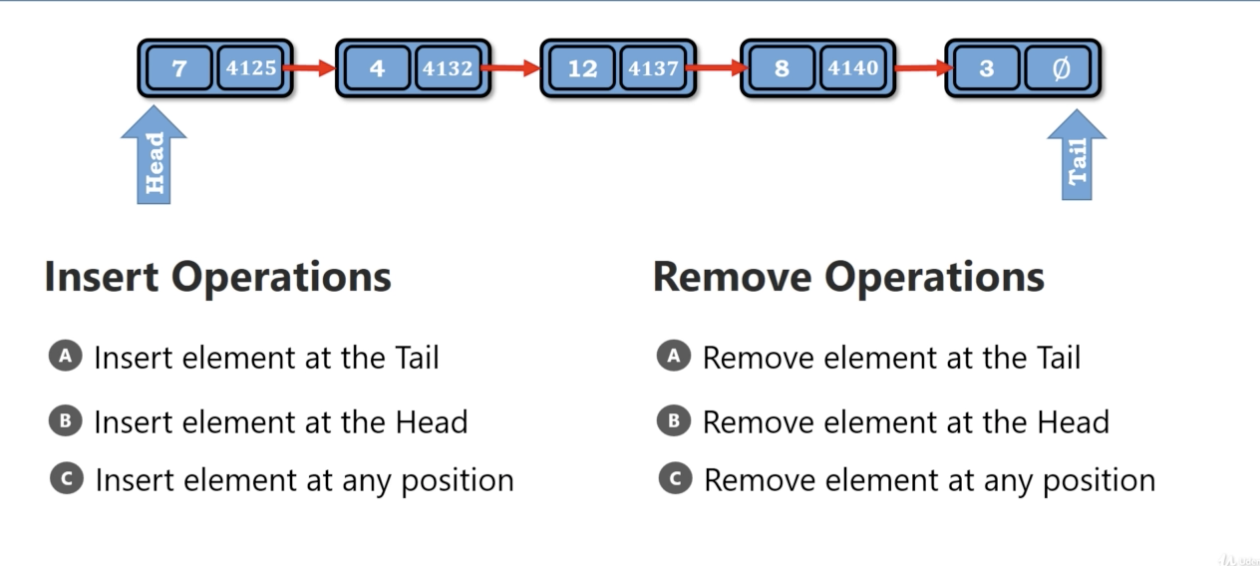 7 4125 4 4132 12 4137 8 4140 3 Ø
Head
Tail
Insert Operations
A Insert element at the Tail
B Insert element at the Head
C Insert element at any position
Remove Operations
A Remove element at the Tail
B Remove element at the Head
C Remove element at any position